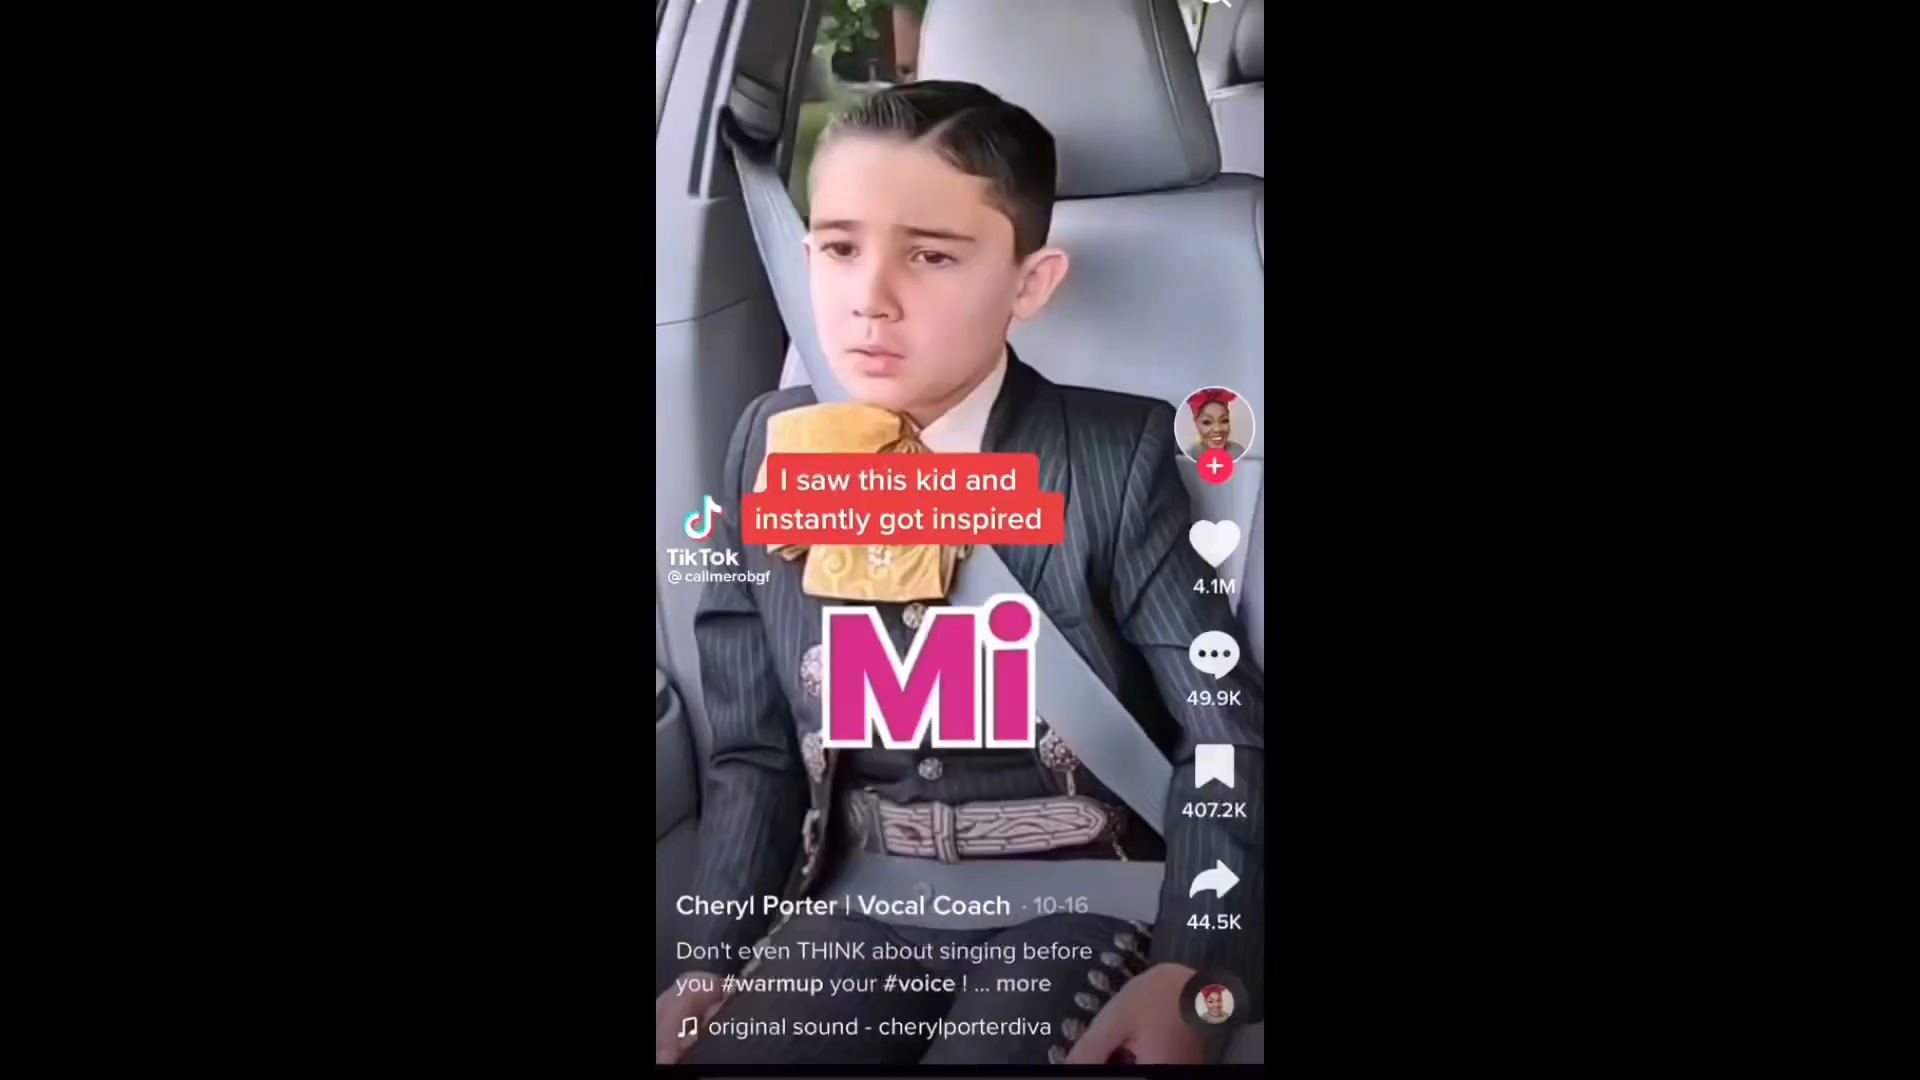 I saw this kid and
instantly got inspired
TikTok
@callmerobgf
Mi
4.1M
49.9K
407.2K
44.5K
Cheryl Porter | Vocal Coach · 10-16
Don't even THINK about singing before
you #warmup your #voice ! ... more
original sound - cherylporterdiva